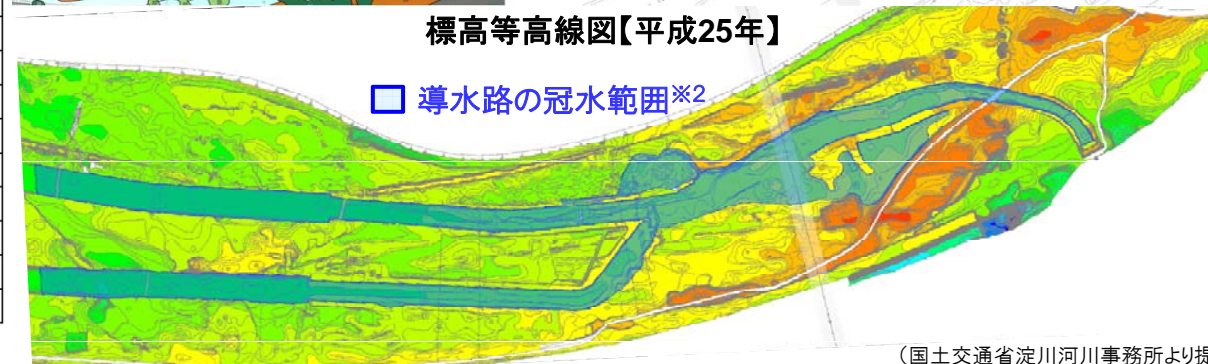 標高等高線図【平成25年】
導水路の冠水範囲※2
(国土交通省淀川河川事務所より提